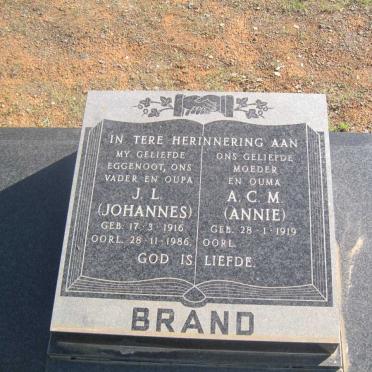 IN TERE HERINNERING AAN
MY GELIEFDE
EGGENOOT, ONS
VADER EN OUPA
J. L.
(JOHANNES)
GEB. 17·3·1916
OORL. 28·11·1986.
ONS GELIEFDE
MOEDER
EN OUMA
A. C. M.
(ANNIE)
GEB. 28·1·1919
OORL.
GOD IS LIEFDE.
BRAND